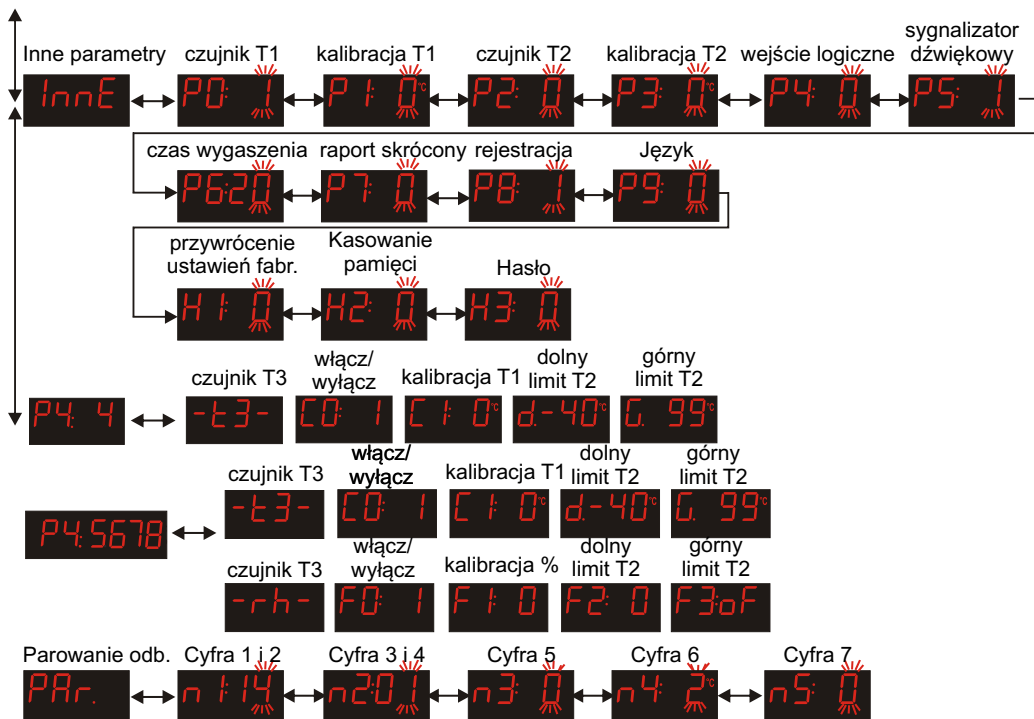 Inne parametry
czujnik T1
kalibracja T1
czujnik T2
kalibracja T2
wejście logiczne
sygnalizator
dźwiękowy
InnE
P0: 1
P1: 0°C
P2: 0
P3: 0°C
P4: 0
P5: 1
czas wygaszenia
raport skrócony
rejestracja
Język
P6:20
P7: 0
P8: 1
P9: 0
przywrócenie
ustawień fabr.
Kasowanie
pamięci
Hasło
H1: 0
H2: 0
H3: 0
czujnik T3
włącz/
wyłącz
kalibracja T1
dolny
limit T2
górny
limit T2
P4: 4
-t3-
C0: 1
C1: 0°C
d.-40°C
G. 99°C
czujnik T3
włącz/
wyłącz
kalibracja T1
dolny
limit T2
górny
limit T2
P4:5678
-t3-
C0: 1
C1: 0°C
d.-40°C
G. 99°C
czujnik T3
włącz/
wyłącz
kalibracja %
dolny
limit T2
górny
limit T2
-rh-
F0: 1
F1: 0
F2: 0
F3:oF
Parowanie odb.
Cyfra 1 i 2
Cyfra 3 i 4
Cyfra 5
Cyfra 6
Cyfra 7
PAr.
n1:14
n2:01
n3: 0
n4: 2°C
n5: 0